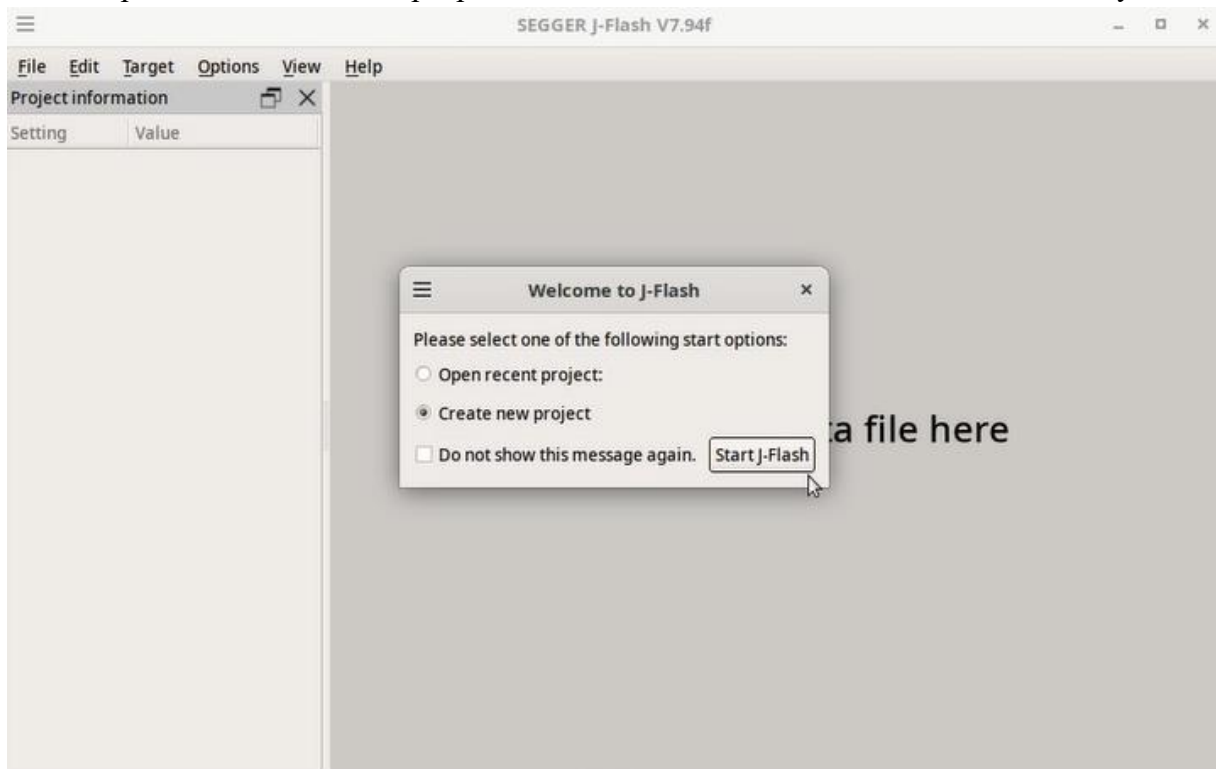 SEGGER J-Flash V7.94f
File Edit Target Options View Help
Project information
Setting Value
Welcome to J-Flash
Please select one of the following start options:
Open recent project:
Create new project
file here
Do not show this message again. Start J-Flash